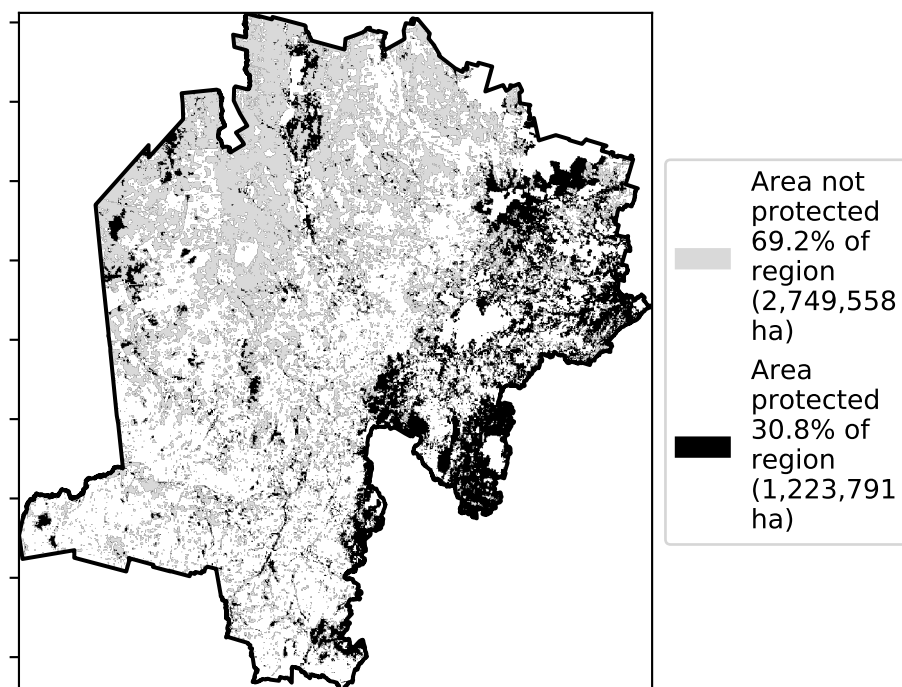 Area not
protected
69.2% of
region
(2,749,558
ha)
Area
protected
30.8% of
region
(1,223,791
ha)